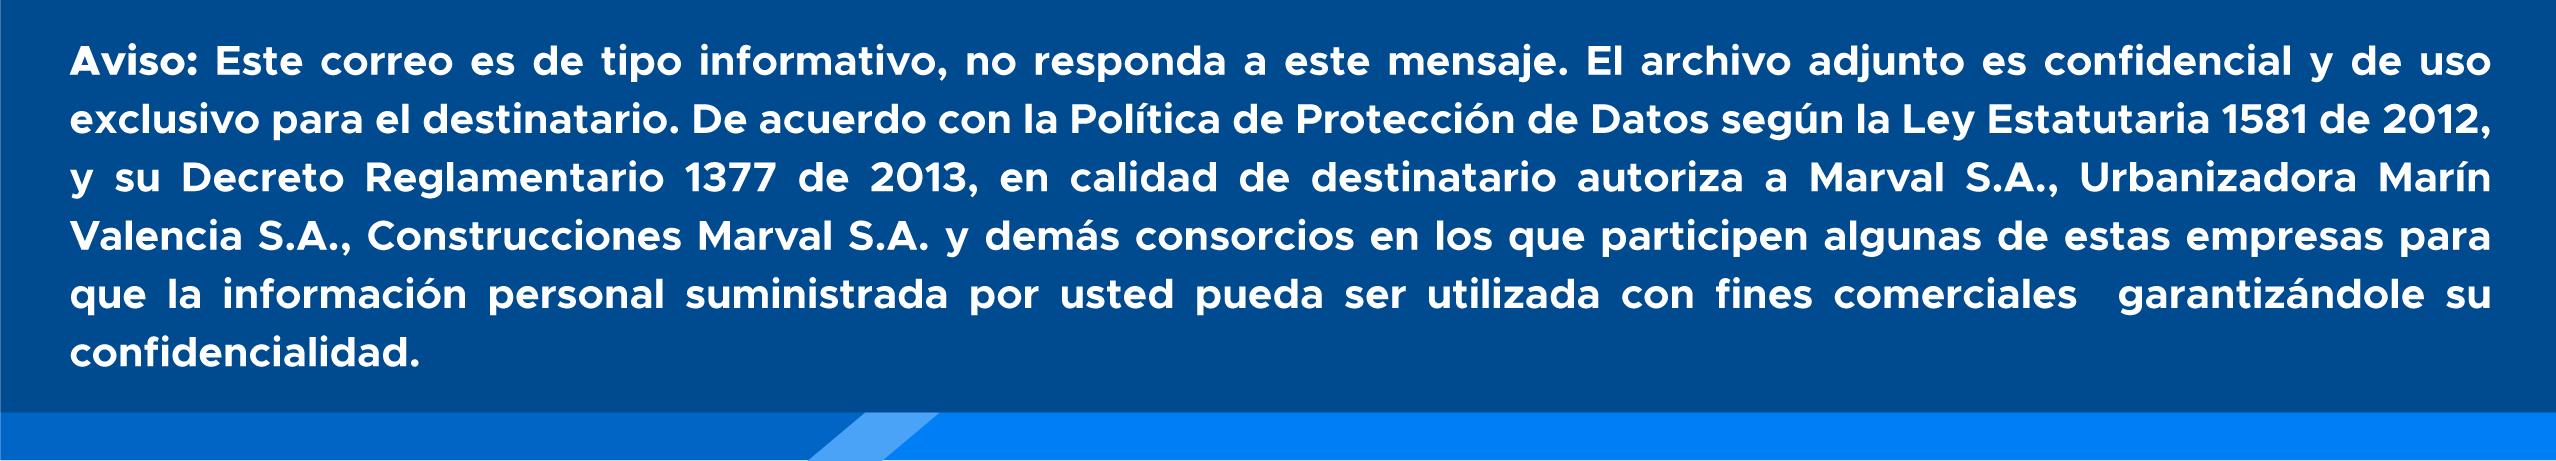 Aviso: Este correo es de tipo informativo, no responda a este mensaje. El archivo adjunto es confidencial y de uso
exclusivo para el destinatario. De acuerdo con la Política de Protección de Datos según la Ley Estatutaria 1581 de 2012,
y su Decreto Reglamentario 1377 de 2013, en calidad de destinatario autoriza a Marval S.A., Urbanizadora Marín
Valencia S.A., Construcciones Marval S.A. y demás consorcios en los que participen algunas de estas empresas para
que la información personal suministrada por usted pueda ser utilizada con fines comerciales garantizándole su
confidencialidad.